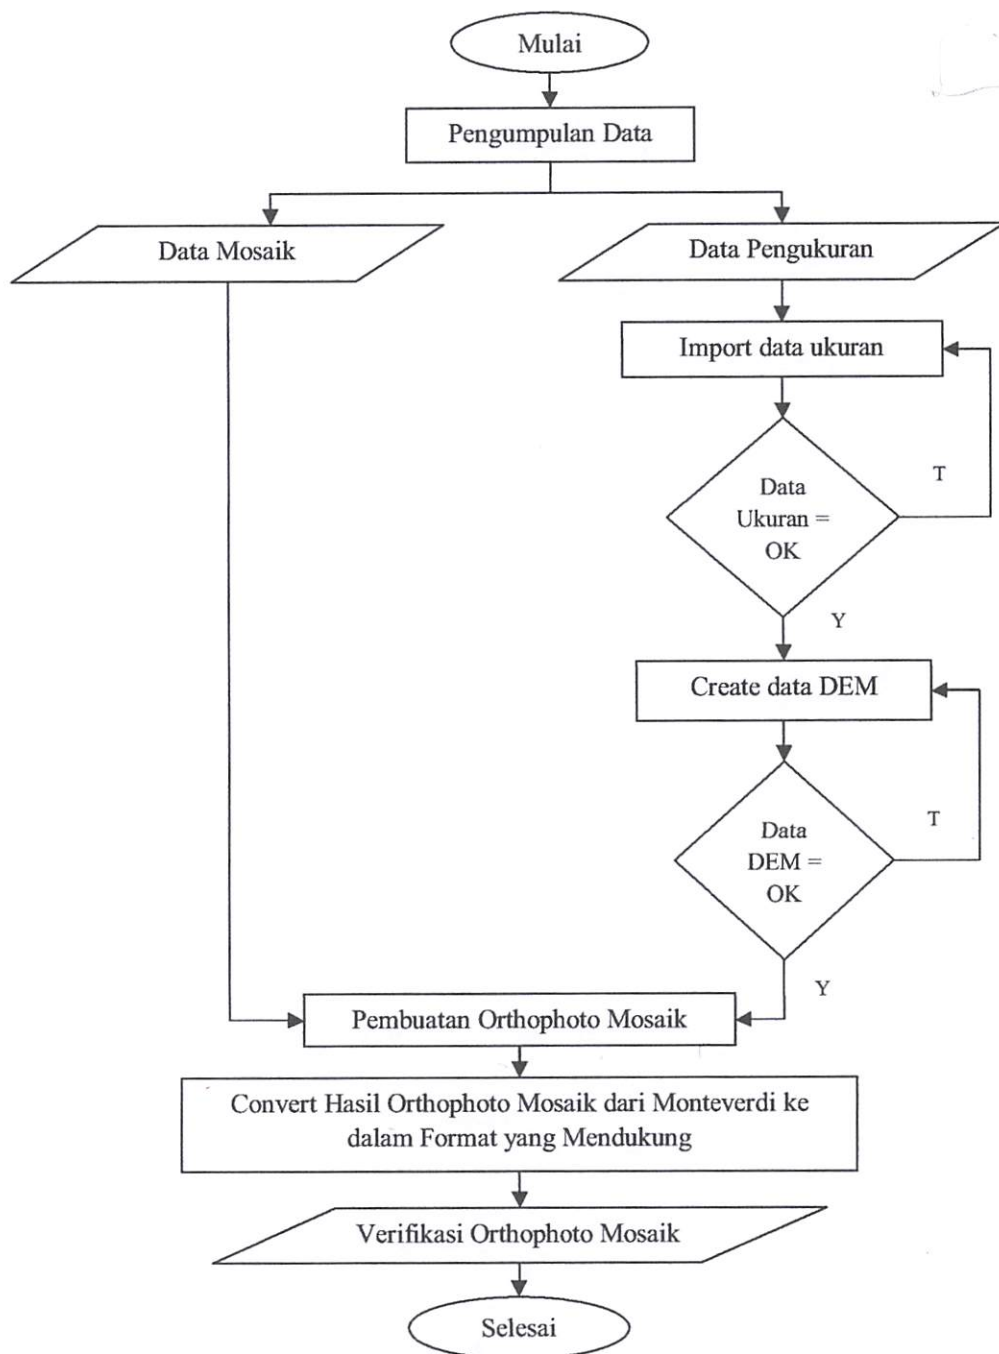 Mulai
Pengumpulan Data
Data Mosaik
Data Pengukuran
Import data ukuran
Data
Ukuran =
OK
T
Y
Create data DEM
Data
DEM =
OK
T
Y
Pembuatan Orthophoto Mosaik
Convert Hasil Orthophoto Mosaik dari Monteverdi ke
dalam Format yang Mendukung
Verifikasi Orthophoto Mosaik
Selesai